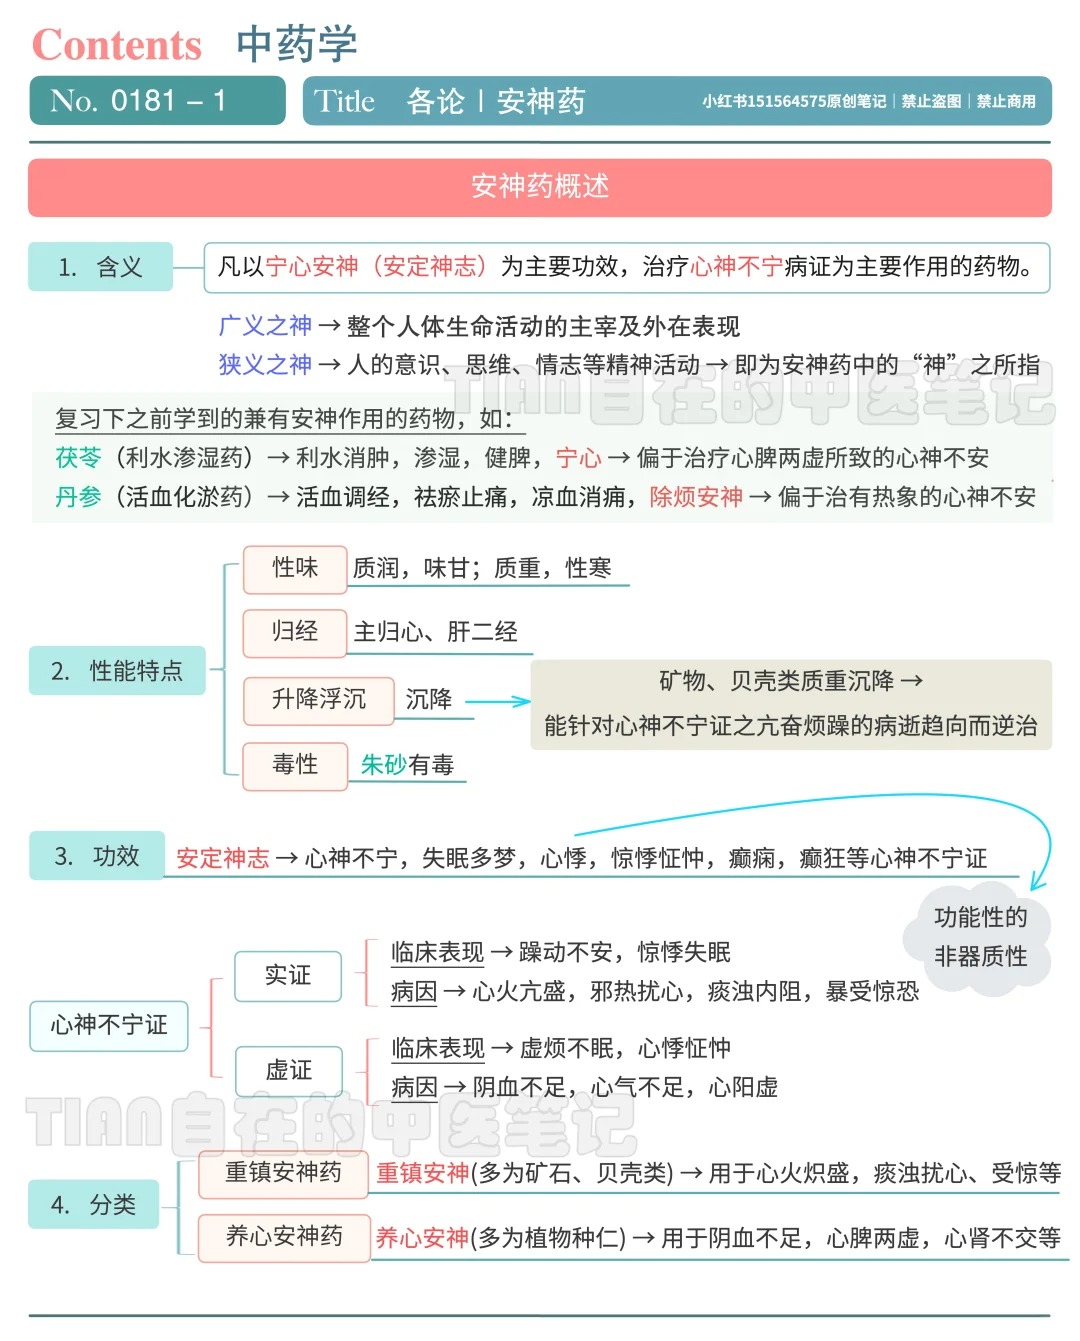 Contents 中药学
No. 0181 – 1 Title 各论丨安神药 小红书151564575原创笔记｜禁止盗图｜禁止商用
安神药概述
1. 含义 凡以宁心安神（安定神志）为主要功效，治疗心神不宁病证为主要作用的药物。
广义之神 → 整个人体生命活动的主宰及外在表现
狭义之神 → 人的意识、思维、情志等精神活动 → 即为安神药中的“神”之所指
TIAN自在的中医笔记
复习下之前学到的兼有安神作用的药物，如：
茯苓（利水渗湿药）→ 利水消肿，渗湿，健脾，宁心 → 偏于治疗心脾两虚所致的心神不安
丹参（活血化淤药）→ 活血调经，祛瘀止痛，凉血消痈，除烦安神 → 偏于治有热象的心神不安
2. 性能特点
性味 质润，味甘；质重，性寒
归经 主归心、肝二经
升降浮沉 沉降
矿物、贝壳类质重沉降 →
能针对心神不宁证之亢奋烦躁的病逝趋向而逆治
毒性 朱砂有毒
3. 功效 安定神志 → 心神不宁，失眠多梦，心悸，惊悸怔忡，癫痫，癫狂等心神不宁证
功能性的
非器质性
心神不宁证
实证
临床表现 → 躁动不安，惊悸失眠
病因 → 心火亢盛，邪热扰心，痰浊内阻，暴受惊恐
虚证
临床表现 → 虚烦不眠，心悸怔忡
病因 → 阴血不足，心气不足，心阳虚
TIAN自在的中医笔记
4. 分类
重镇安神药 重镇安神(多为矿石、贝壳类) → 用于心火炽盛，痰浊扰心、受惊等
养心安神药 养心安神(多为植物种仁) → 用于阴血不足，心脾两虚，心肾不交等